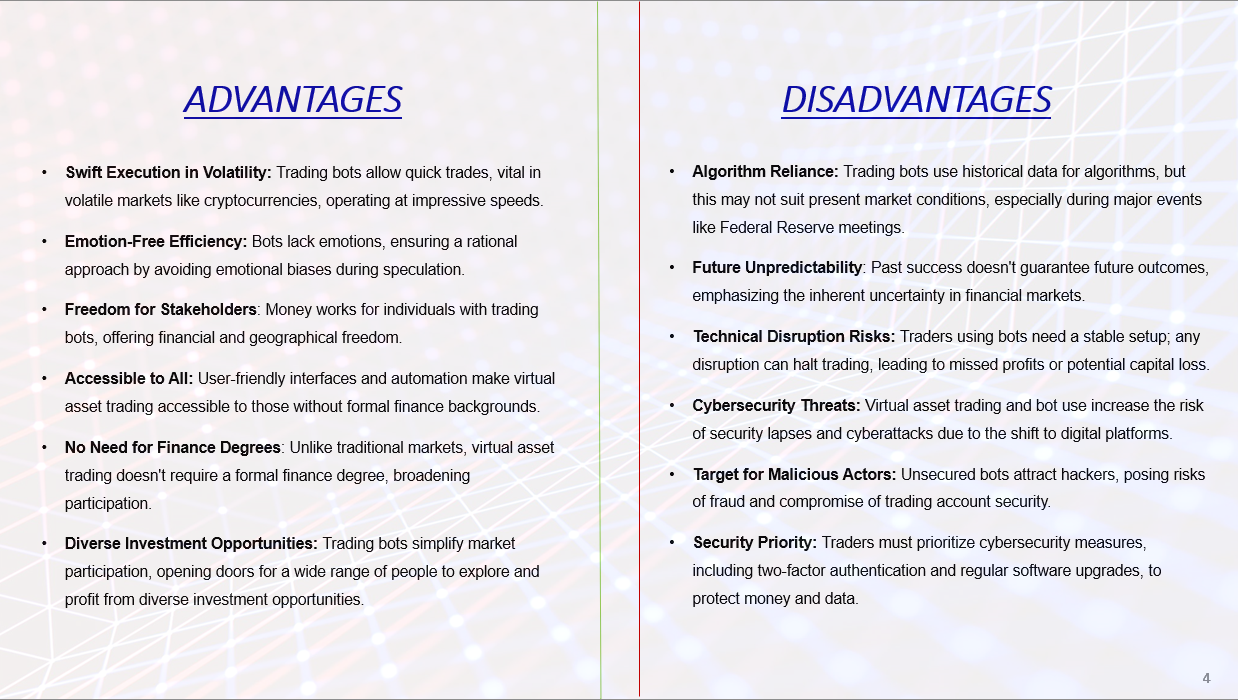 ADVANTAGES
• Swift Execution in Volatility: Trading bots allow quick trades, vital in
volatile markets like cryptocurrencies, operating at impressive speeds.
• Emotion-Free Efficiency: Bots lack emotions, ensuring a rational
approach by avoiding emotional biases during speculation.
• Freedom for Stakeholders: Money works for individuals with trading
bots, offering financial and geographical freedom.
• Accessible to All: User-friendly interfaces and automation make virtual
asset trading accessible to those without formal finance backgrounds.
• No Need for Finance Degrees: Unlike traditional markets, virtual asset
trading doesn't require a formal finance degree, broadening
participation.
• Diverse Investment Opportunities: Trading bots simplify market
participation, opening doors for a wide range of people to explore and
profit from diverse investment opportunities.
DISADVANTAGES
• Algorithm Reliance: Trading bots use historical data for algorithms, but
this may not suit present market conditions, especially during major events
like Federal Reserve meetings.
• Future Unpredictability: Past success doesn't guarantee future outcomes,
emphasizing the inherent uncertainty in financial markets.
• Technical Disruption Risks: Traders using bots need a stable setup; any
disruption can halt trading, leading to missed profits or potential capital loss.
• Cybersecurity Threats: Virtual asset trading and bot use increase the risk
of security lapses and cyberattacks due to the shift to digital platforms.
• Target for Malicious Actors: Unsecured bots attract hackers, posing risks
of fraud and compromise of trading account security.
• Security Priority: Traders must prioritize cybersecurity measures,
including two-factor authentication and regular software upgrades, to
protect money and data.
4